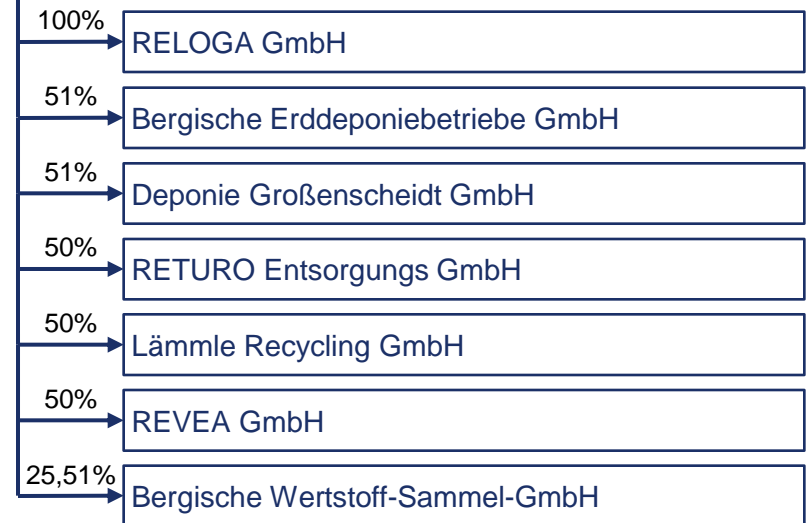 100%
RELOGA GmbH
51%
Bergische Erddeponiebetriebe GmbH
51%
Deponie Großenscheidt GmbH
50%
RETURO Entsorgungs GmbH
50%
Lämmle Recycling GmbH
50%
REVEA GmbH
25,51%
Bergische Wertstoff-Sammel-GmbH